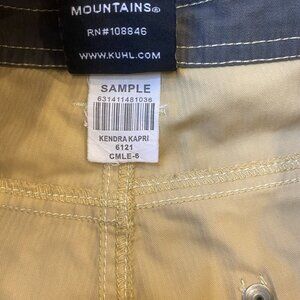 MOUNTAINS®
RN#108846
WWW.KUHL.COM
SAMPLE
631411481036
KENDRA KAPRI
6121
CMLE-6